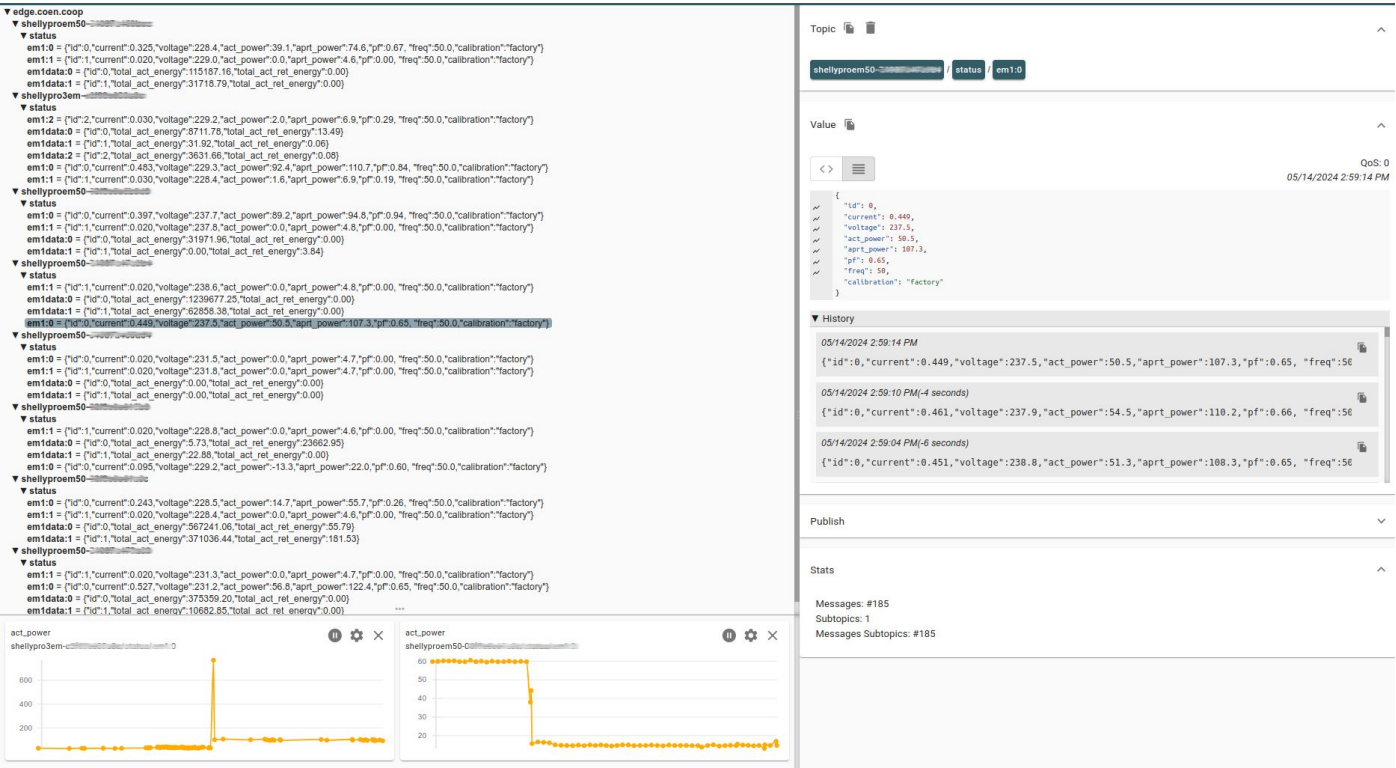 ▼ edge.coen.coop
▼ shellyproem50-
▼ status
em1:0 = {"id":0,"current":0.325,"voltage":228.4,"act_power":39.1,"aprt_power":74.6,"pf":0.67, "freq":50.0,"calibration":"factory"}
em1:1 = {"id":1,"current":0.020,"voltage":229.0,"act_power":0.0,"aprt_power":4.6,"pf":0.00, "freq":50.0,"calibration":"factory"}
em1data:0 = {"id":0,"total_act_energy":115187.16,"total_act_ret_energy":0.00}
em1data:1 = {"id":1,"total_act_energy":31718.79,"total_act_ret_energy":0.00}
▼ shellypro3em-
▼ status
em1:2 = {"id":2,"current":0.030,"voltage":229.2,"act_power":2.0,"aprt_power":6.9,"pf":0.29, "freq":50.0,"calibration":"factory"}
em1data:0 = {"id":0,"total_act_energy":8711.78,"total_act_ret_energy":13.49}
em1data:1 = {"id":1,"total_act_energy":31.92,"total_act_ret_energy":0.06}
em1data:2 = {"id":2,"total_act_energy":3631.66,"total_act_ret_energy":0.08}
em1:0 = {"id":0,"current":0.483,"voltage":229.3,"act_power":92.4,"aprt_power":110.7,"pf":0.84, "freq":50.0,"calibration":"factory"}
em1:1 = {"id":1,"current":0.030,"voltage":228.4,"act_power":1.6,"aprt_power":6.9,"pf":0.19, "freq":50.0,"calibration":"factory"}
▼ shellyproem50-
▼ status
em1:0 = {"id":0,"current":0.397,"voltage":237.7,"act_power":89.2,"aprt_power":94.8,"pf":0.94, "freq":50.0,"calibration":"factory"}
em1:1 = {"id":1,"current":0.020,"voltage":237.8,"act_power":0.0,"aprt_power":4.8,"pf":0.00, "freq":50.0,"calibration":"factory"}
em1data:0 = {"id":0,"total_act_energy":31971.96,"total_act_ret_energy":0.00}
em1data:1 = {"id":1,"total_act_energy":0.00,"total_act_ret_energy":3.84}
▼ shellyproem50-
▼ status
em1:1 = {"id":1,"current":0.020,"voltage":238.6,"act_power":0.0,"aprt_power":4.8,"pf":0.00, "freq":50.0,"calibration":"factory"}
em1data:0 = {"id":0,"total_act_energy":1239677.25,"total_act_ret_energy":0.00}
em1data:1 = {"id":1,"total_act_energy":62858.38,"total_act_ret_energy":0.00}
em1:0 = {"id":0,"current":0.449,"voltage":237.5,"act_power":50.5,"aprt_power":107.3,"pf":0.65, "freq":50.0,"calibration":"factory"}
▼ shellyproem50-
▼ status
em1:0 = {"id":0,"current":0.020,"voltage":231.5,"act_power":0.0,"aprt_power":4.7,"pf":0.00, "freq":50.0,"calibration":"factory"}
em1:1 = {"id":1,"current":0.020,"voltage":231.8,"act_power":0.0,"aprt_power":4.7,"pf":0.00, "freq":50.0,"calibration":"factory"}
em1data:0 = {"id":0,"total_act_energy":0.00,"total_act_ret_energy":0.00}
em1data:1 = {"id":1,"total_act_energy":0.00,"total_act_ret_energy":0.00}
▼ shellyproem50-
▼ status
em1:1 = {"id":1,"current":0.020,"voltage":228.8,"act_power":0.0,"aprt_power":4.6,"pf":0.00, "freq":50.0,"calibration":"factory"}
em1data:0 = {"id":0,"total_act_energy":5.73,"total_act_ret_energy":23662.95}
em1data:1 = {"id":1,"total_act_energy":22.88,"total_act_ret_energy":0.00}
em1:0 = {"id":0,"current":0.095,"voltage":229.2,"act_power":-13.3,"aprt_power":22.0,"pf":0.60, "freq":50.0,"calibration":"factory"}
▼ shellyproem50-
▼ status
em1:0 = {"id":0,"current":0.243,"voltage":228.5,"act_power":14.7,"aprt_power":55.7,"pf":0.26, "freq":50.0,"calibration":"factory"}
em1:1 = {"id":1,"current":0.020,"voltage":228.4,"act_power":0.0,"aprt_power":4.6,"pf":0.00, "freq":50.0,"calibration":"factory"}
em1data:0 = {"id":0,"total_act_energy":567241.06,"total_act_ret_energy":55.79}
em1data:1 = {"id":1,"total_act_energy":371036.44,"total_act_ret_energy":181.53}
▼ shellyproem50-
▼ status
em1:1 = {"id":1,"current":0.020,"voltage":231.3,"act_power":0.0,"aprt_power":4.7,"pf":0.00, "freq":50.0,"calibration":"factory"}
em1:0 = {"id":0,"current":0.527,"voltage":231.2,"act_power":56.8,"aprt_power":122.4,"pf":0.65, "freq":50.0,"calibration":"factory"}
em1data:0 = {"id":0,"total_act_energy":375359.20,"total_act_ret_energy":0.00}
em1data:1 = {"id":1,"total_act_energy":10682.85,"total_act_ret_energy":0.00}
act_power
shellypro3em-
600
400
200
act_power
shellyproem50-
60
50
40
30
20
Topic
shellyproem50- / status / em1:0
Value
QoS: 0
05/14/2024 2:59:14 PM
{
"id": 0,
"current": 0.449,
"voltage": 237.5,
"act_power": 50.5,
"aprt_power": 107.3,
"pf": 0.65,
"freq": 50,
"calibration": "factory"
}
▼ History
05/14/2024 2:59:14 PM
{"id":0,"current":0.449,"voltage":237.5,"act_power":50.5,"aprt_power":107.3,"pf":0.65, "freq":50
05/14/2024 2:59:10 PM(-4 seconds)
{"id":0,"current":0.461,"voltage":237.9,"act_power":54.5,"aprt_power":110.2,"pf":0.66, "freq":50
05/14/2024 2:59:04 PM(-6 seconds)
{"id":0,"current":0.451,"voltage":238.8,"act_power":51.3,"aprt_power":108.3,"pf":0.65, "freq":50
Publish
Stats
Messages: #185
Subtopics: 1
Messages Subtopics: #185